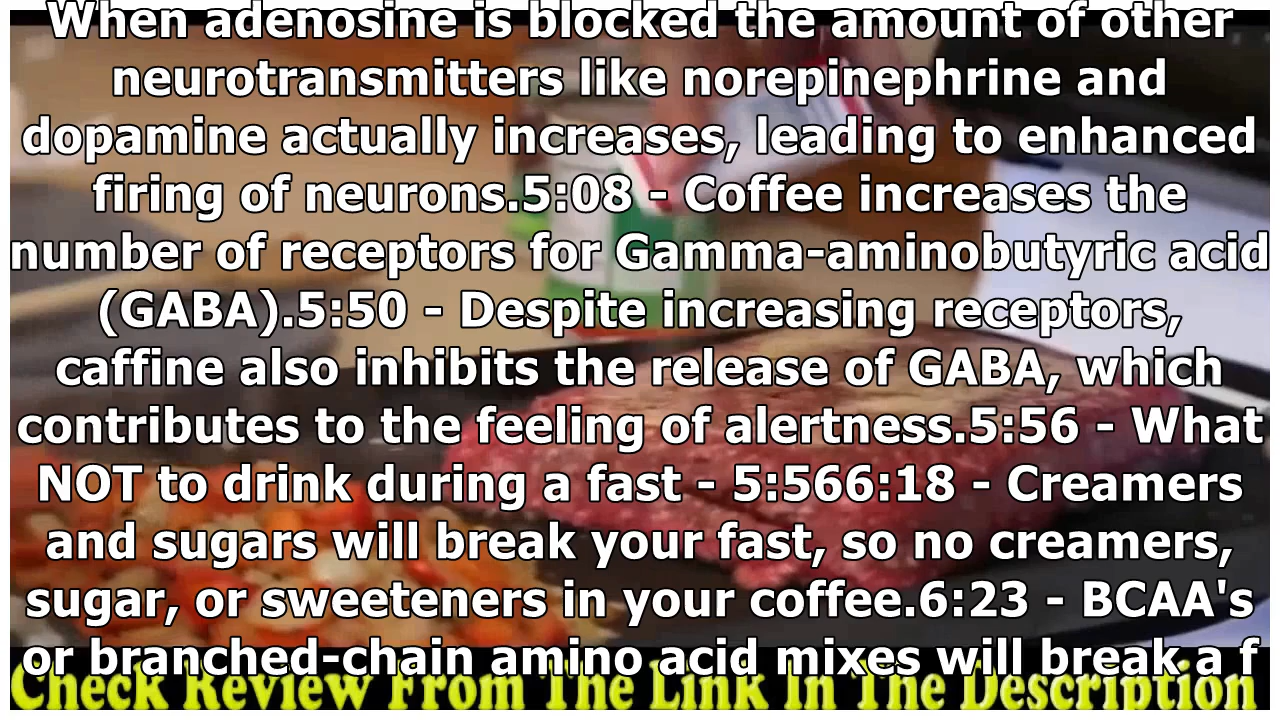 When adenosine is blocked the amount of other
neurotransmitters like norepinephrine and
dopamine actually increases, leading to enhanced
firing of neurons.5:08 - Coffee increases the
number of receptors for Gamma-aminobutyric acid
(GABA).5:50 - Despite increasing receptors,
caffine also inhibits the release of GABA, which
contributes to the feeling of alertness.5:56 - What
NOT to drink during a fast - 5:566:18 - Creamers
and sugars will break your fast, so no creamers,
sugar, or sweeteners in your coffee.6:23 - BCAA's
or branched-chain amino acid mixes will break a f
Check Review From The Link In The Description